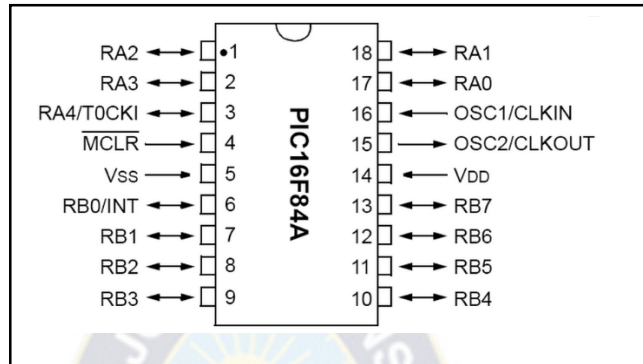 RA2 1 18 RA1
RA3 2 17 RA0
RA4/T0CKI 3 16 OSC1/CLKIN
MCLR 4 15 OSC2/CLKOUT
VSS 5 14 VDD
RB0/INT 6 13 RB7
RB1 7 12 RB6
RB2 8 11 RB5
RB3 9 10 RB4
PIC16F84A